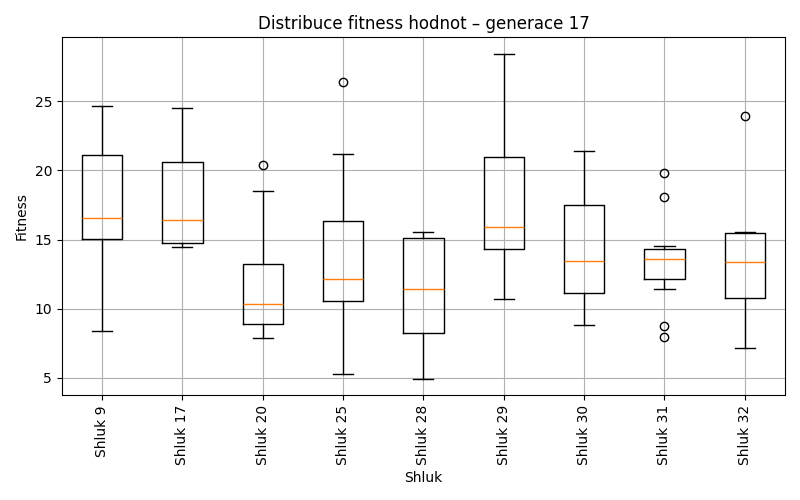 Distribuce fitness hodnot – generace 17
Fitness
25
20
15
10
5
Shluk 9
Shluk 17
Shluk 20
Shluk 25
Shluk 28
Shluk 29
Shluk 30
Shluk 31
Shluk 32
Shluk